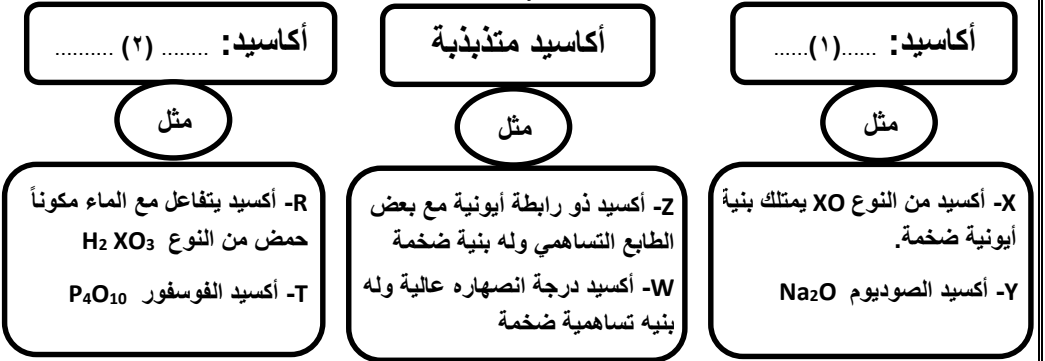 أكاسيد: ......(١)......
مثل
X- أكسيد من النوع XO يمتلك بنية
أيونية ضخمة.
Y- أكسيد الصوديوم Na₂O
أكاسيد متذبذبة
مثل
Z- أكسيد ذو رابطة أيونية مع بعض
الطابع التساهمي وله بنية ضخمة
W- أكسيد درجة انصهاره عالية وله
بنيه تساهمية ضخمة
أكاسيد: ........ (٢) ..........
مثل
R- أكسيد يتفاعل مع الماء مكوناً
حمض من النوع H₂ XO₃
T- أكسيد الفوسفور P₄O₁₀